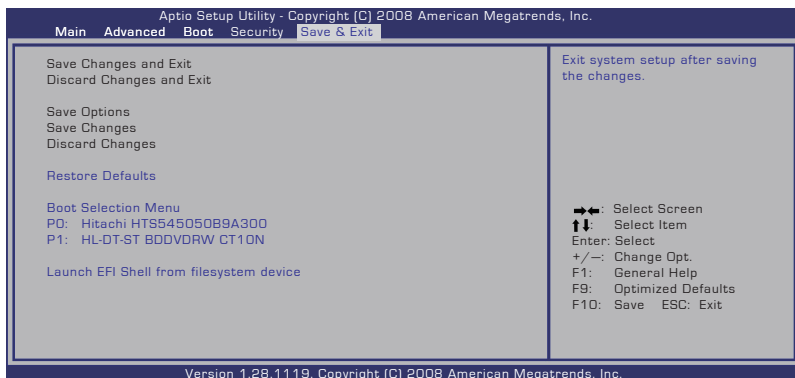 Aptio Setup Utility - Copyright (C) 2008 American Megatrends, Inc.
Main Advanced Boot Security Save & Exit
Save Changes and Exit
Discard Changes and Exit
Save Options
Save Changes
Discard Changes
Restore Defaults
Boot Selection Menu
P0: Hitachi HTS545050B9A300
P1: HL-DT-ST BDDVDRW CT10N
Launch EFI Shell from filesystem device
Exit system setup after saving
the changes.
→←: Select Screen
↑↓: Select Item
Enter: Select
+/—: Change Opt.
F1: General Help
F9: Optimized Defaults
F10: Save ESC: Exit
Version 1.28.1119. Copyright (C) 2008 American Megatrends, Inc.